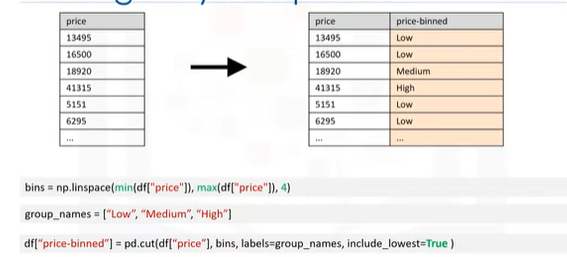 price
13495
16500
18920
41315
5151
6295
...
price price-binned
13495 Low
16500 Low
18920 Medium
41315 High
5151 Low
6295 Low
... ...
bins = np.linspace(min(df["price"]), max(df["price"]), 4)
group_names = ["Low", "Medium", "High"]
df["price-binned"] = pd.cut(df["price"], bins, labels=group_names, include_lowest=True )